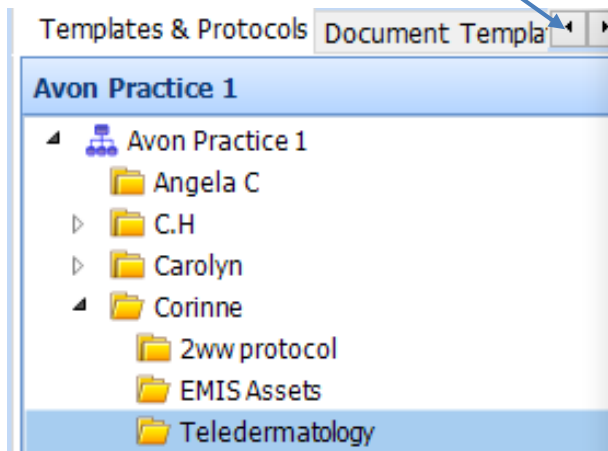 Templates & Protocols Document Templa
Avon Practice 1
Avon Practice 1
Angela C
C.H
Carolyn
Corinne
2ww protocol
EMIS Assets
Teledermatology